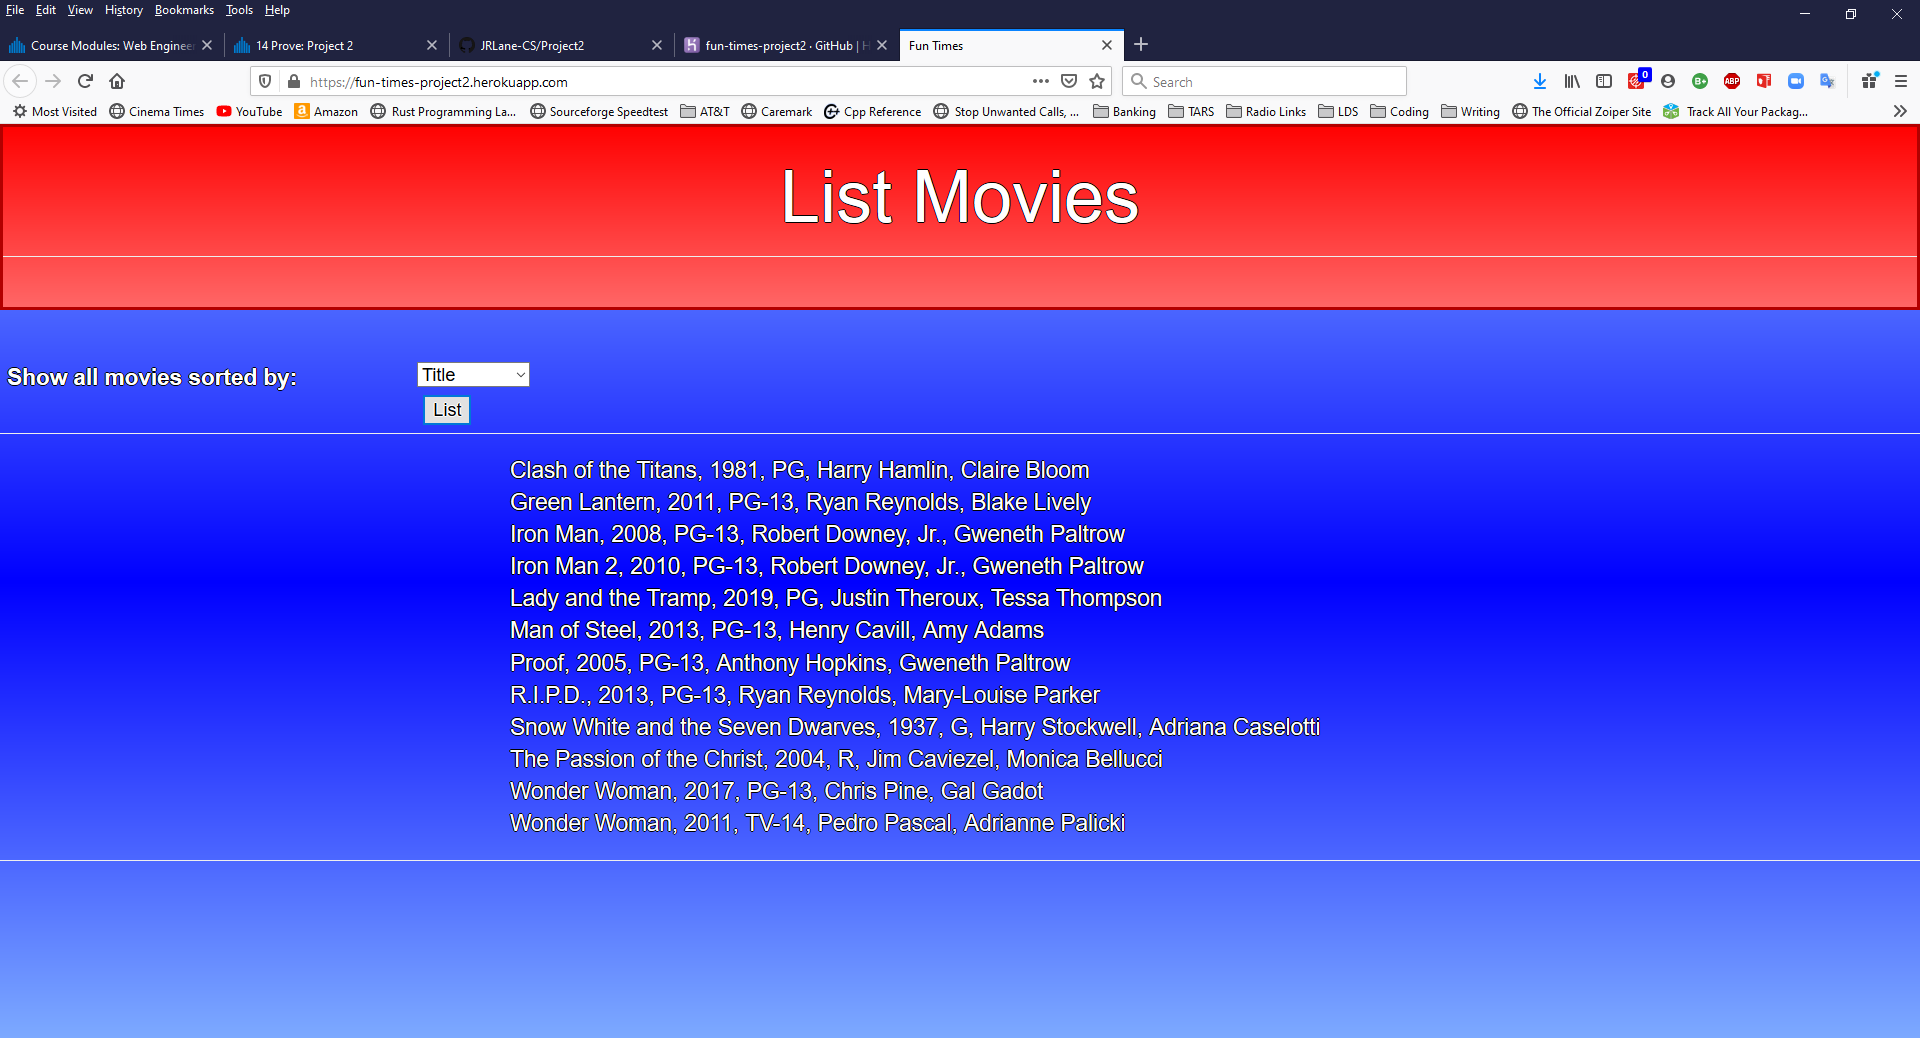 File Edit View History Bookmarks Tools Help
Course Modules: Web Enginee
14 Prove: Project 2
JRLane-CS/Project2
fun-times-project2 · GitHub | H
Fun Times
https://fun-times-project2.herokuapp.com
Search
0
B+
ABP
Most Visited Cinema Times YouTube Amazon Rust Programming La... Sourceforge Speedtest AT&T Caremark Cpp Reference Stop Unwanted Calls, ... Banking TARS Radio Links LDS Coding Writing The Official Zoiper Site Track All Your Packag...
List Movies
Show all movies sorted by: Title
List
Clash of the Titans, 1981, PG, Harry Hamlin, Claire Bloom
Green Lantern, 2011, PG-13, Ryan Reynolds, Blake Lively
Iron Man, 2008, PG-13, Robert Downey, Jr., Gweneth Paltrow
Iron Man 2, 2010, PG-13, Robert Downey, Jr., Gweneth Paltrow
Lady and the Tramp, 2019, PG, Justin Theroux, Tessa Thompson
Man of Steel, 2013, PG-13, Henry Cavill, Amy Adams
Proof, 2005, PG-13, Anthony Hopkins, Gweneth Paltrow
R.I.P.D., 2013, PG-13, Ryan Reynolds, Mary-Louise Parker
Snow White and the Seven Dwarves, 1937, G, Harry Stockwell, Adriana Caselotti
The Passion of the Christ, 2004, R, Jim Caviezel, Monica Bellucci
Wonder Woman, 2017, PG-13, Chris Pine, Gal Gadot
Wonder Woman, 2011, TV-14, Pedro Pascal, Adrianne Palicki